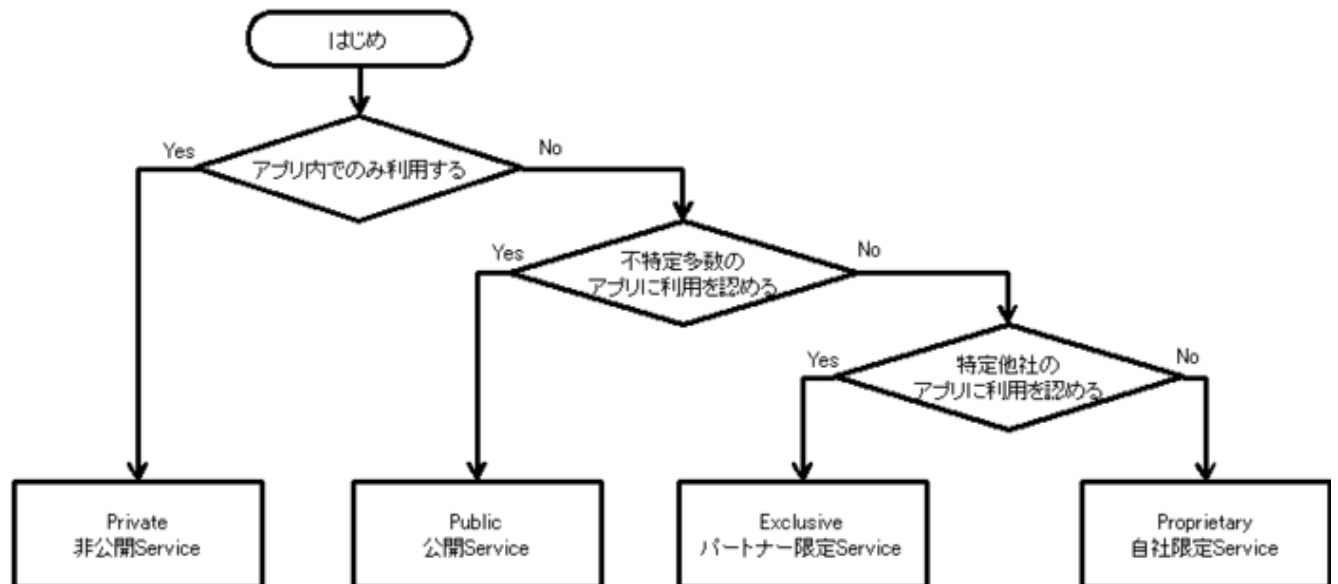 はじめ
Yes
No
アプリ内でのみ利用する
Yes
No
不特定多数の
アプリに利用を認める
Yes
No
特定他社の
アプリに利用を認める
Private
非公開Service
Public
公開Service
Exclusive
パートナー限定Service
Proprietary
自社限定Service